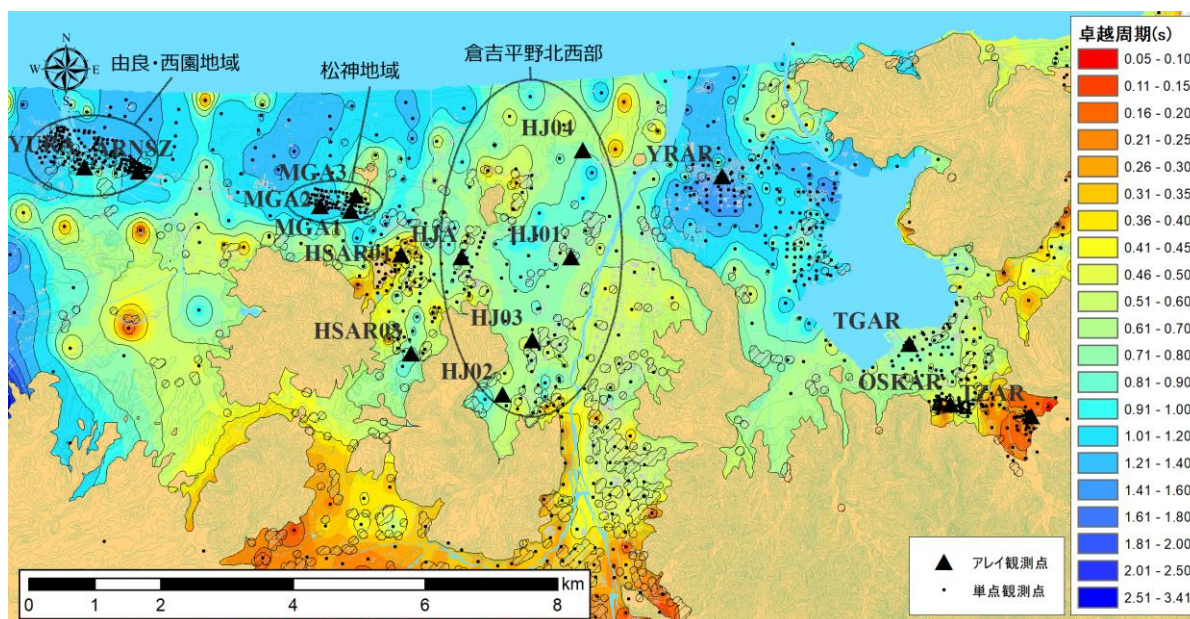 N
W
E
S
由良・西園地域
松神地域
倉吉平野北西部
HJ04
YRAR
MGA3
MGA2
MGA1
HSAR01
HJA
HJ01
HSAR03
HJ03
HJ02
TGAR
OSKAR
TZAR
卓越周期(s)
0.05 - 0.10
0.11 - 0.15
0.16 - 0.20
0.21 - 0.25
0.26 - 0.30
0.31 - 0.35
0.36 - 0.40
0.41 - 0.45
0.46 - 0.50
0.51 - 0.60
0.61 - 0.70
0.71 - 0.80
0.81 - 0.90
0.91 - 1.00
1.01 - 1.20
1.21 - 1.40
1.41 - 1.60
1.61 - 1.80
1.81 - 2.00
2.01 - 2.50
2.51 - 3.41
アレイ観測点
単点観測点
km
0 1 2 4 6 8